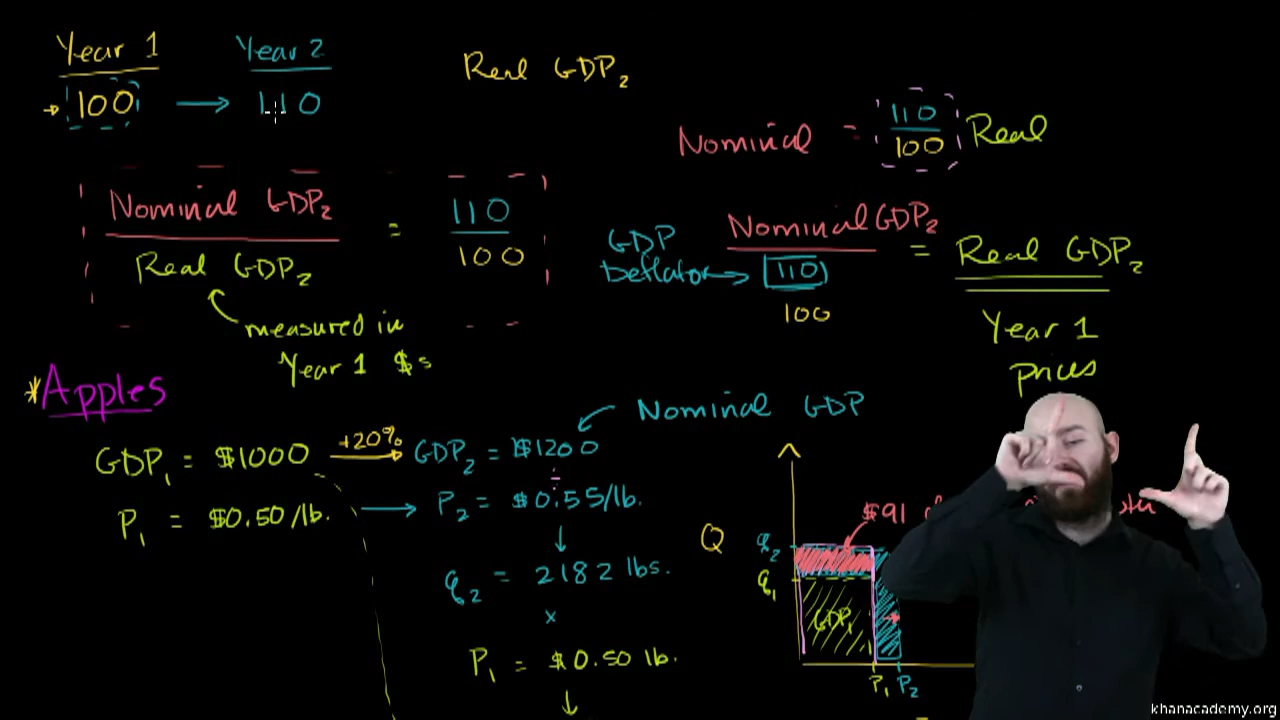 Year 1 Year 2
100 → 110
Real GDP₂
Nominal = 110/100 Real
Nominal GDP₂ / Real GDP₂ = 110 / 100
measured in
Year 1 $s
GDP Deflator → Nominal GDP₂ / 110 = Real GDP₂
100
Year 1
prices
*Apples
Nominal GDP
GDP₁ = $1000 +20% GDP₂ = $1200
÷
P₁ = $0.50/lb. → P₂ = $0.55/lb.
↓
q₂ = 2182 lbs.
x
P₁ = $0.50 lb.
↓
$91
Q
q₂
q₁
GDP₁
P₁ P₂
khanacademy.org